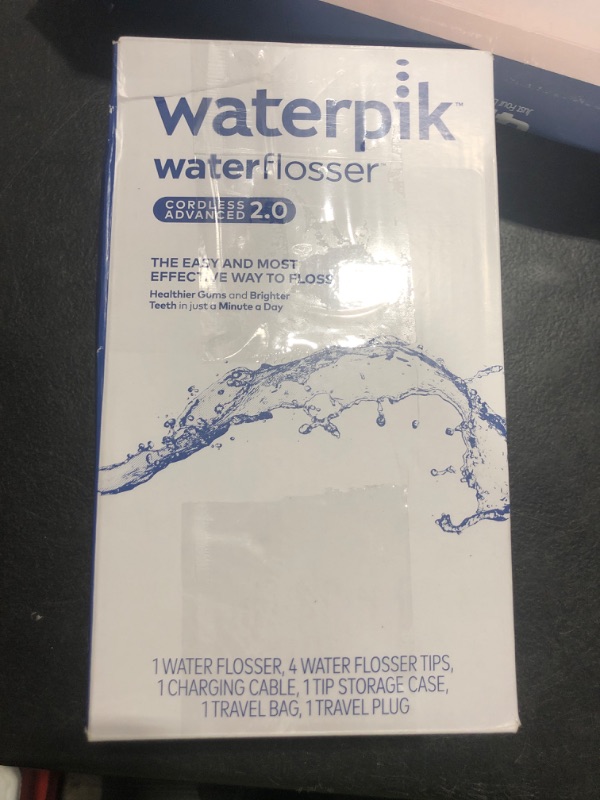 waterpik™
waterflosser™
CORDLESS
ADVANCED 2.0
THE EASY AND MOST
EFFECTIVE WAY TO FLOSS
Healthier Gums and Brighter
Teeth in just a Minute a Day
1 WATER FLOSSER, 4 WATER FLOSSER TIPS,
1 CHARGING CABLE, 1 TIP STORAGE CASE,
1 TRAVEL BAG, 1 TRAVEL PLUG